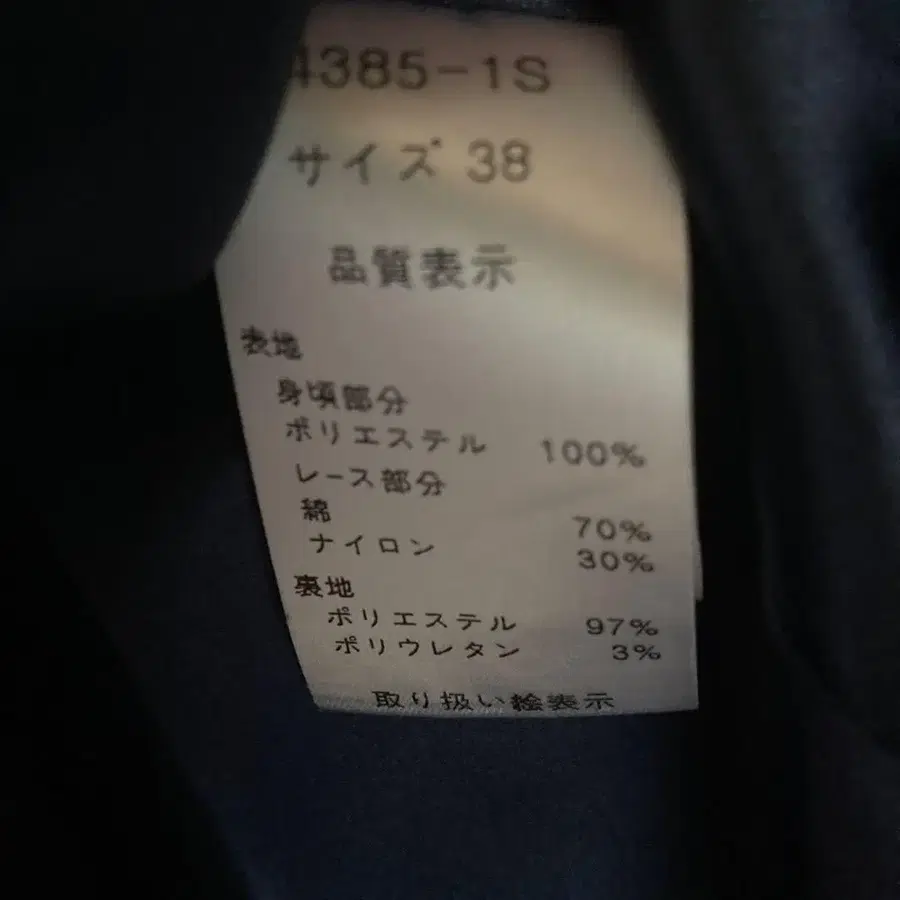 4385-1S
サイズ 38
品質表示
表地
身頃部分
ポリエステル 100%
レース部分
綿 70%
ナイロン 30%
裏地
ポリエステル 97%
ポリウレタン 3%
取り扱い絵表示